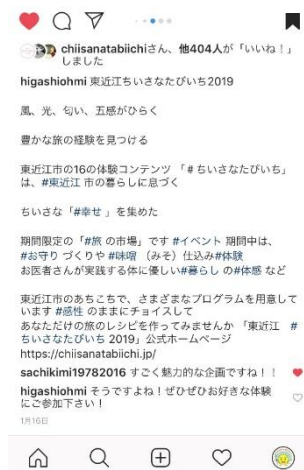 chiisanatabiichiさん、他404人が「いいね！」
しました
higashiohmi 東近江ちいさなたびいち2019
風、光、匂い、五感がひらく
豊かな旅の経験を見つける
東近江市の16の体験コンテンツ 「＃ちいさなたびいち」
は、#東近江 市の暮らしに息づく
ちいさな「#幸せ 」を集めた
期間限定の「#旅 の市場」です #イベント 期間中は、
#お守り づくりや #味噌 （みそ）仕込み#体験
お医者さんが実践する体に優しい#暮らし の#体感 など
東近江市のあちこちで、さまざまなプログラムを用意して
います #感性 のままにチョイスして
あなただけの旅のレシピを作ってみませんか 「東近江 #
ちいさなたびいち 2019」公式ホームページ
https://chiisanatabiichi.jp/
sachikimi19782016 すごく魅力的な企画ですね！！
higashiohmi そうですよね！ぜひぜひお好きな体験
にご参加下さい！
1月16日